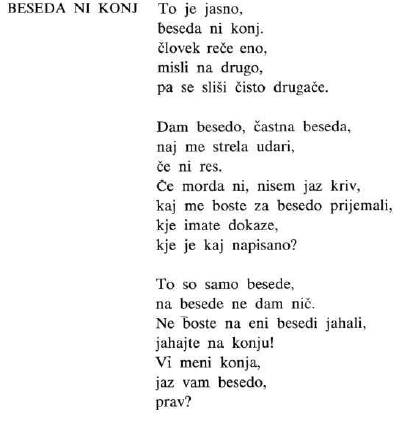 BESEDA NI KONJ
To je jasno,
beseda ni konj.
človek reče eno,
misli na drugo,
pa se sliši čisto drugače.
Dam besedo, častna beseda,
naj me strela udari,
če ni res.
Če morda ni, nisem jaz kriv,
kaj me boste za besedo prijemali,
kje imate dokaze,
kje je kaj napisano?
To so samo besede,
na besede ne dam nič.
Ne boste na eni besedi jahali,
jahajte na konju!
Vi meni konja,
jaz vam besedo,
prav?